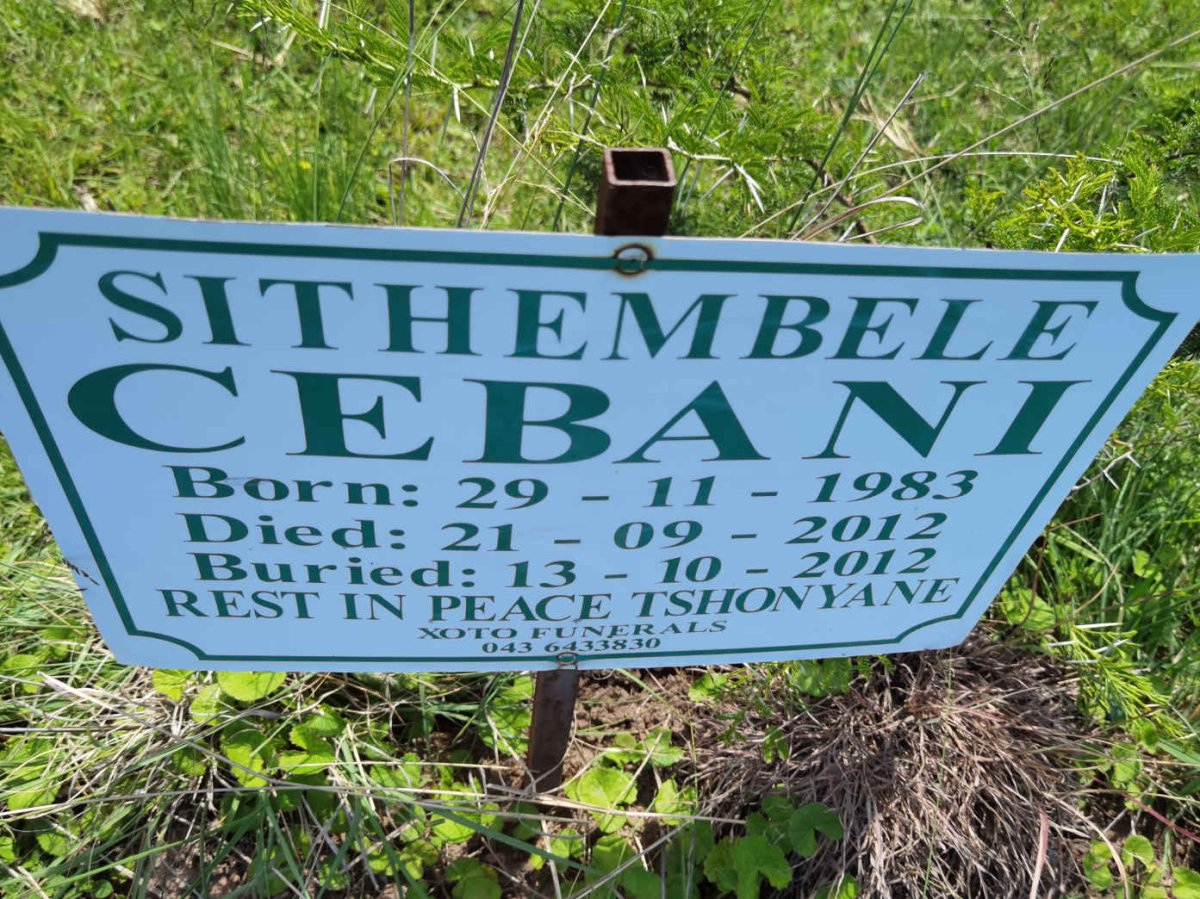 SITHEMBELE
CEBANI
Born: 29 - 11 - 1983
Died: 21 - 09 - 2012
Buried: 13 - 10 - 2012
REST IN PEACE TSHONYANE
XOTO FUNERALS
043 6433830